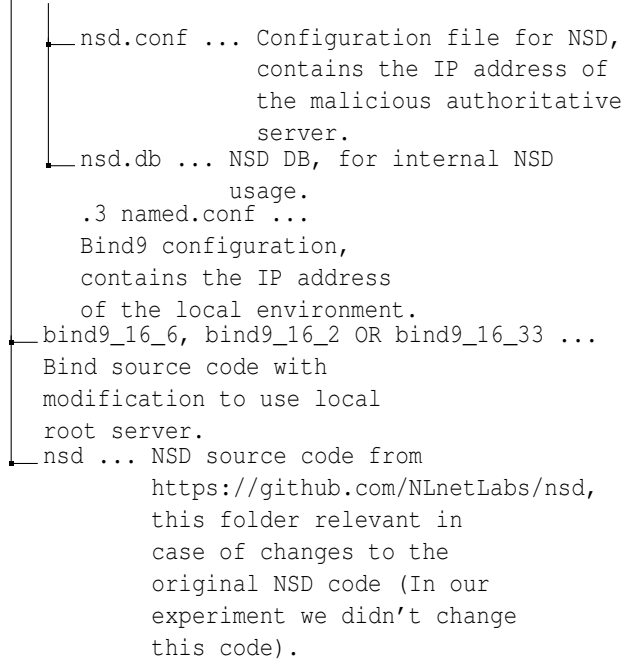 nsd.conf ... Configuration file for NSD,
contains the IP address of
the malicious authoritative
server.
nsd.db ... NSD DB, for internal NSD
usage.
.3 named.conf ...
Bind9 configuration,
contains the IP address
of the local environment.
bind9_16_6, bind9_16_2 OR bind9_16_33 ...
Bind source code with
modification to use local
root server.
nsd ... NSD source code from
https://github.com/NLnetLabs/nsd,
this folder relevant in
case of changes to the
original NSD code (In our
experiment we didn't change
this code).